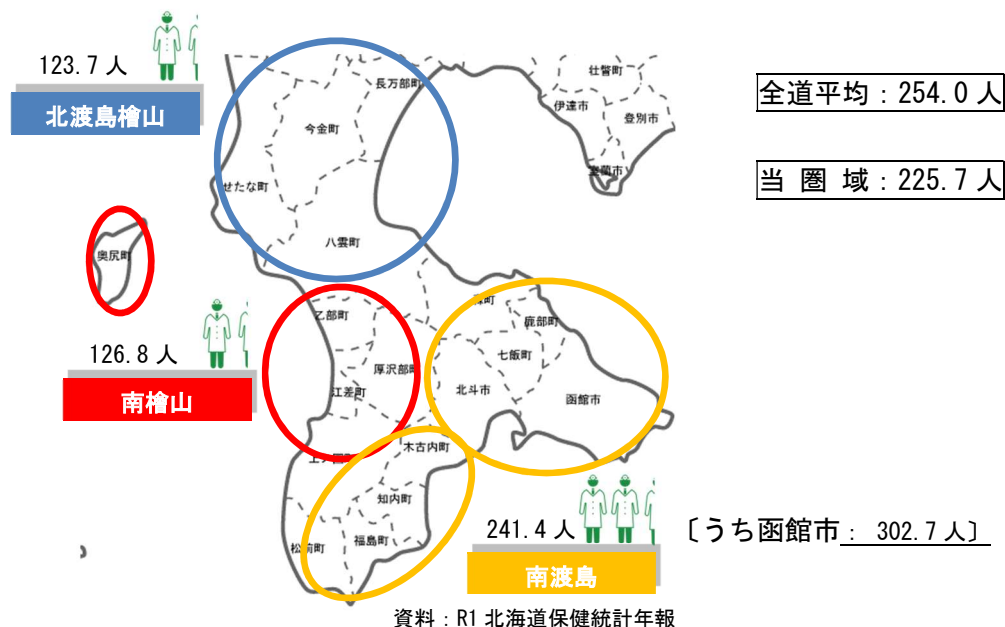 123.7 人
北渡島檜山
全道平均：254.0 人
当 圏 域：225.7 人
長万部町
今金町
せたな町
八雲町
壮瞥町
伊達市
登別市
室蘭市
奥尻町
126.8 人
南檜山
乙部町
厚沢部町
江差町
上ノ国町
森町
鹿部町
七飯町
北斗市
函館市
木古内町
知内町
福島町
松前町
241.4 人
〔うち函館市： 302.7 人〕
南渡島
資料：R1 北海道保健統計年報